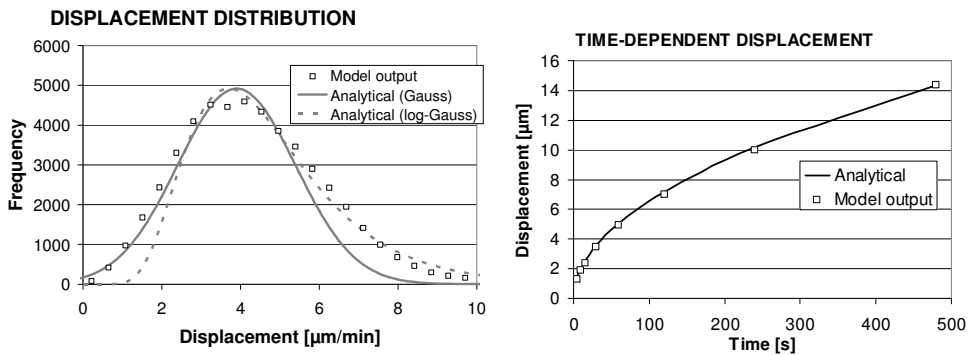 DISPLACEMENT DISTRIBUTION
6000
5000
4000
3000
2000
1000
0
Frequency
Model output
Analytical (Gauss)
Analytical (log-Gauss)
0 2 4 6 8 10
Displacement [µm/min]
TIME-DEPENDENT DISPLACEMENT
16
14
12
10
8
6
4
2
0
Displacement [µm]
Analytical
Model output
0 100 200 300 400 500
Time [s]